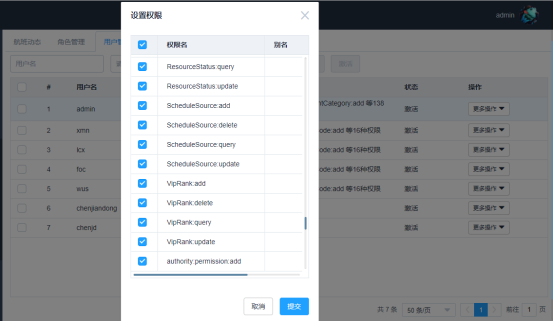 设置权限
admin
航班动态 角色管理 用户管
用户名
权限名 别名
ResourceStatus:query
ResourceStatus:update
ScheduleSource:add
ScheduleSource:delete
ScheduleSource:query
ScheduleSource:update
VipRank:add
VipRank:delete
VipRank:query
VipRank:update
authority:permission:add
取消 提交
# 用户名 状态 操作
1 admin tCategory:add 等138 激活 更多操作
2 xmn ode:add 等16种权限 激活 更多操作
3 tcx ode:add 等16种权限 激活 更多操作
4 foc ode:add 等16种权限 激活 更多操作
5 wus ode:add 等16种权限 激活 更多操作
6 chenjiandong 激活 更多操作
7 chenjd 激活 更多操作
共 7 条 50 条/页 1 前往 1 页